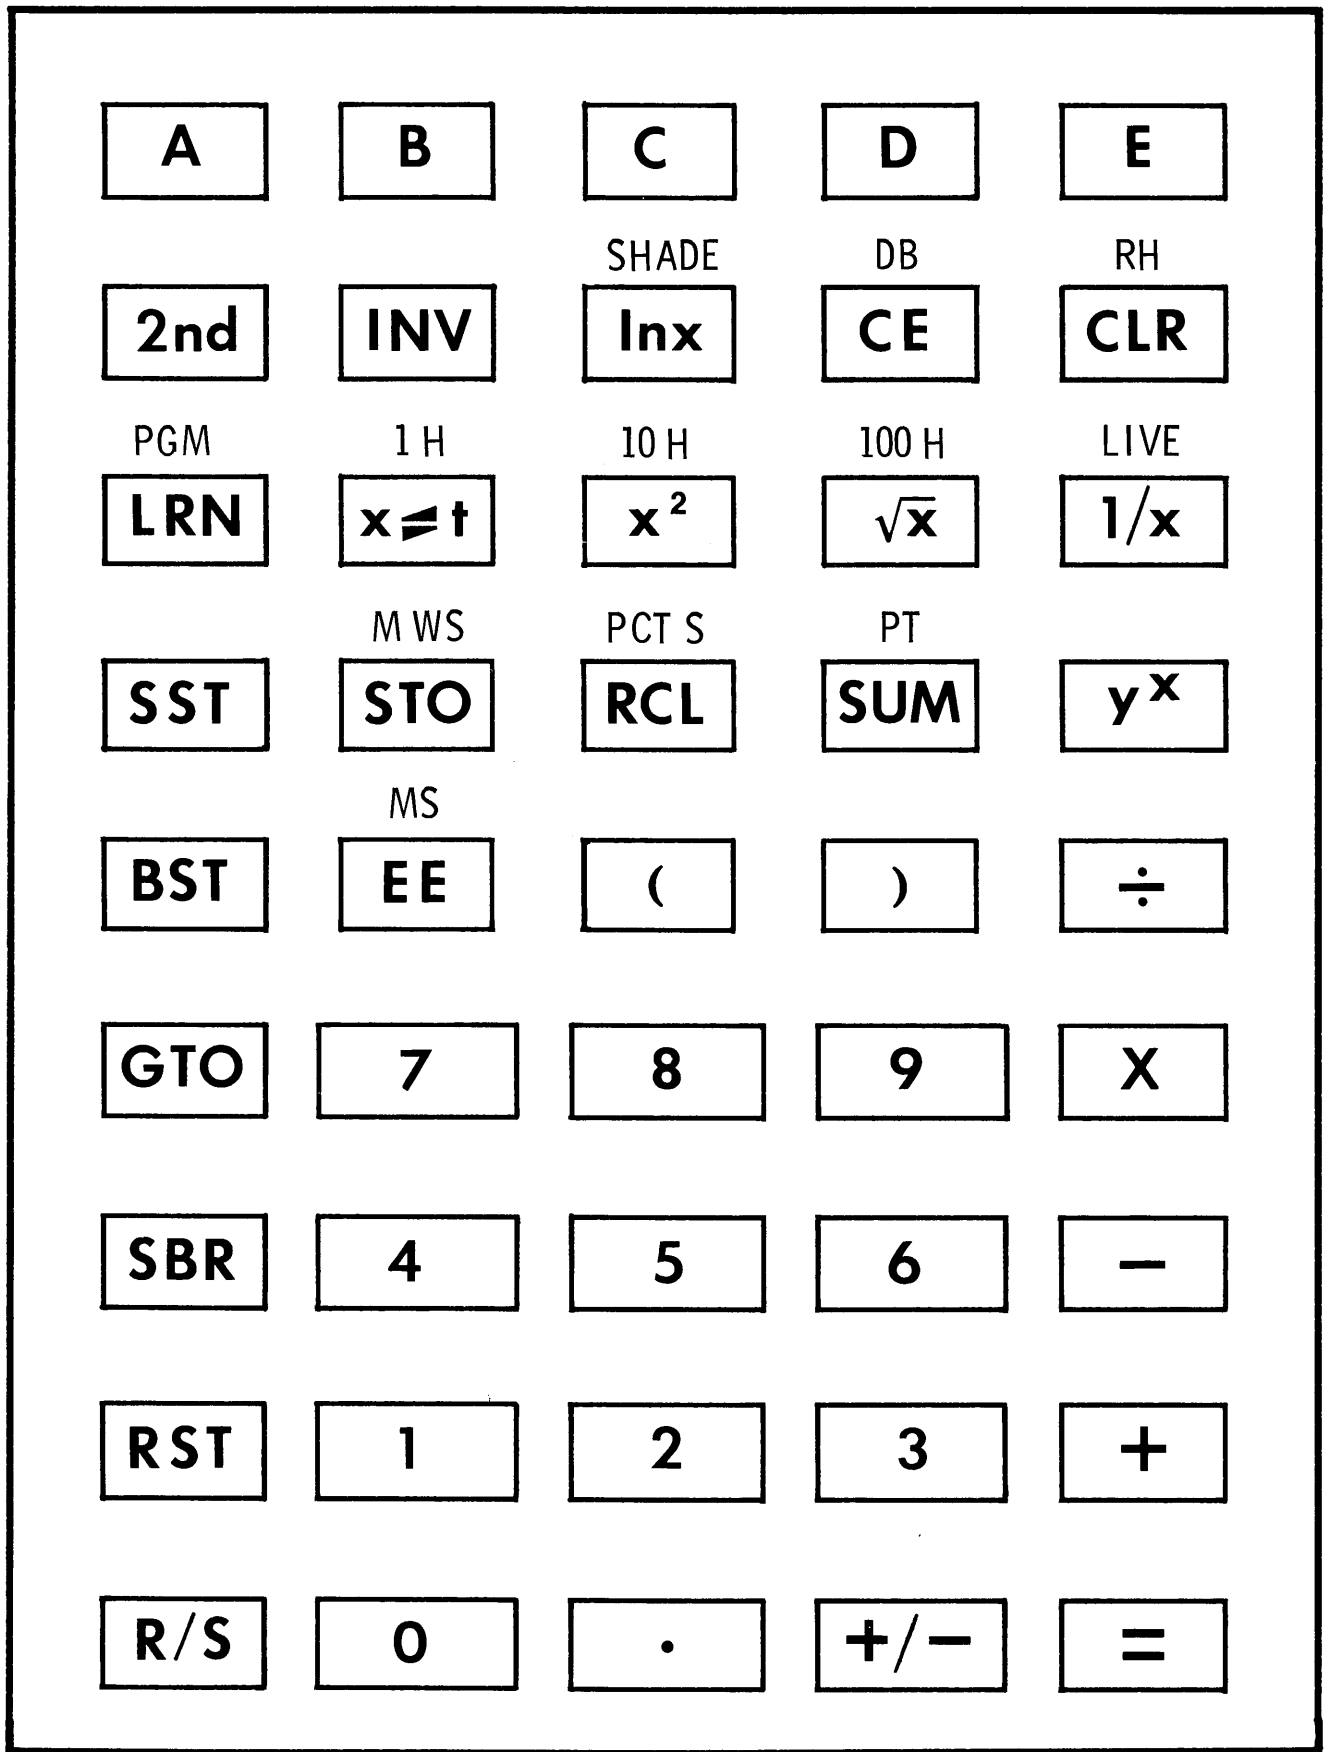 A B C D E
SHADE DB RH
2nd INV lnx CE CLR
PGM 1 H 10 H 100 H LIVE
LRN x⇌t x² √x 1/x
M WS PCT S PT
SST STO RCL SUM yˣ
MS
BST EE ( ) ÷
GTO 7 8 9 X
SBR 4 5 6 −
RST 1 2 3 +
R/S 0 . +/− =